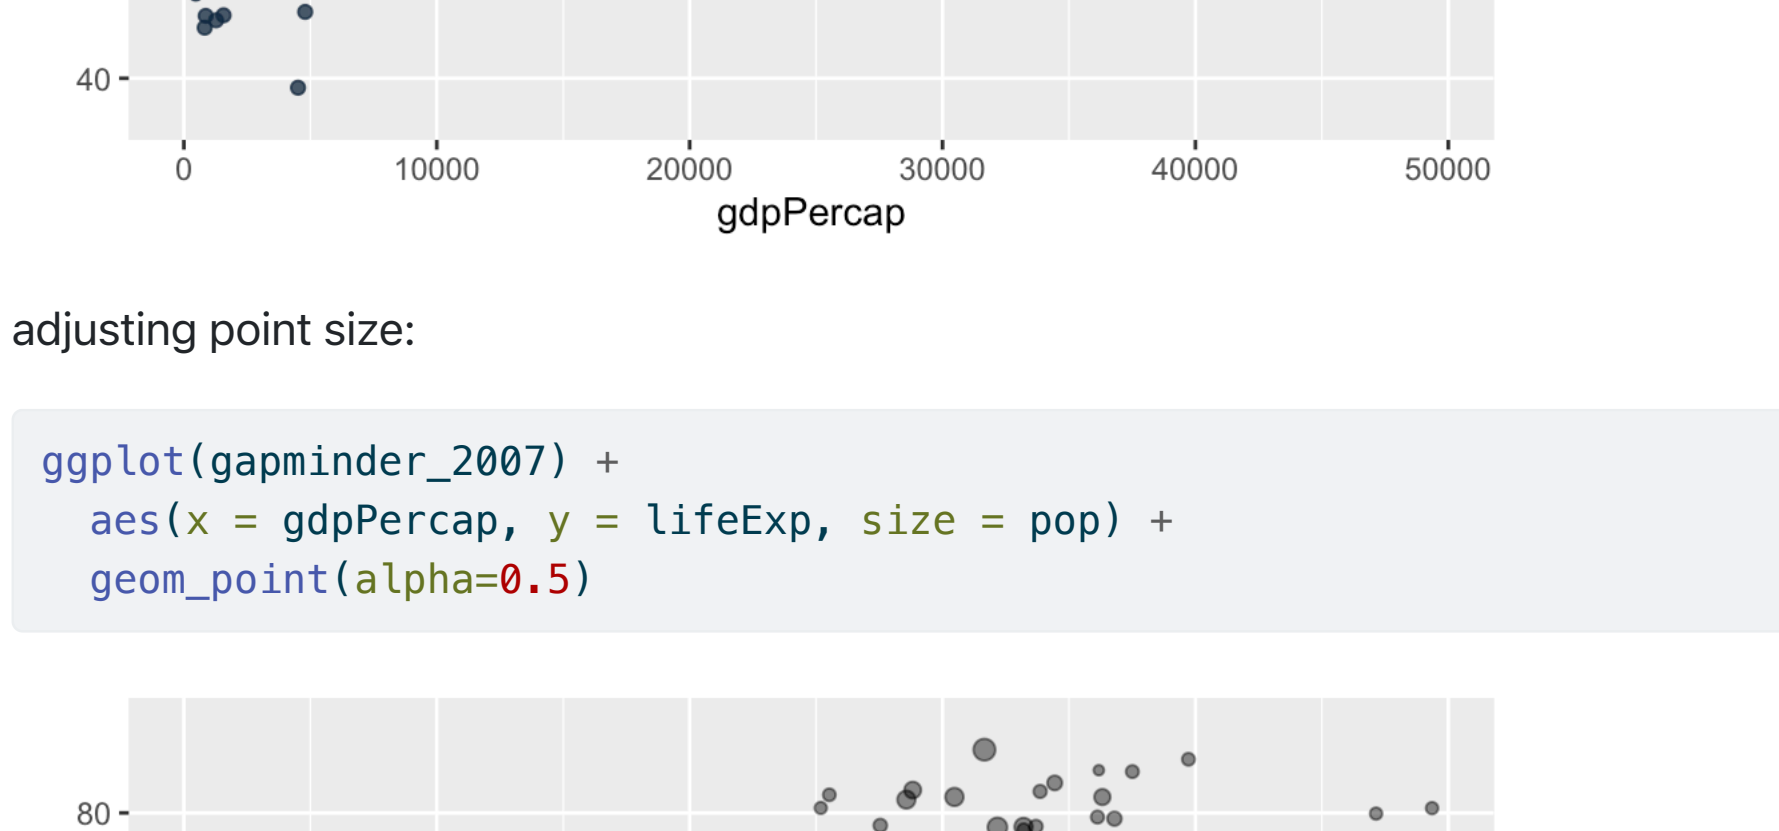 40
0 10000 20000 30000 40000 50000
gdpPercap
adjusting point size:
ggplot(gapminder_2007) +
  aes(x = gdpPercap, y = lifeExp, size = pop) +
  geom_point(alpha=0.5)
80